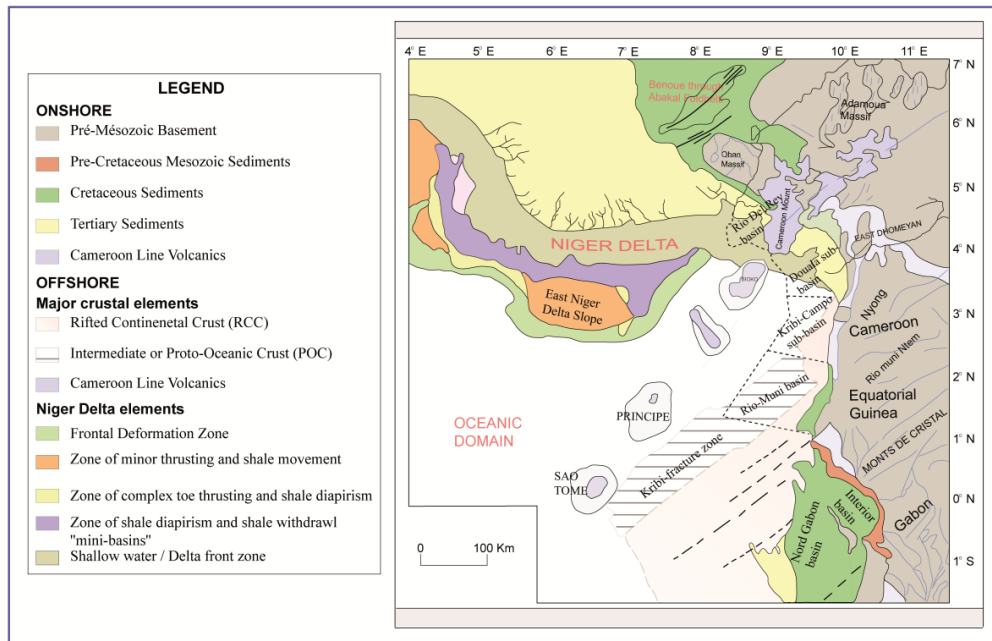 LEGEND
ONSHORE
Pré-Mésozoic Basement
Pre-Cretaceous Mesozoic Sediments
Cretaceous Sediments
Tertiary Sediments
Cameroon Line Volcanics
OFFSHORE
Major crustal elements
Rifted Continenetal Crust (RCC)
Intermediate or Proto-Oceanic Crust (POC)
Cameroon Line Volcanics
Niger Delta elements
Frontal Deformation Zone
Zone of minor thrusting and shale movement
Zone of complex toe thrusting and shale diapirism
Zone of shale diapirism and shale withdrawl
"mini-basins"
Shallow water / Delta front zone
4° E
5° E
6° E
7° E
8° E
9° E
10° E
11° E
7° N
6° N
5° N
4° N
3° N
2° N
1° N
0° N
1° S
Benoue through
Abakal Foldbelt
Adamoua
Massif
Oban
Massif
Cameroon Mount
Rio Del Rey
basin
EAST DHOMEYAN
NIGER DELTA
Douala sub-
basin
BIOKO
East Niger
Delta Slope
Kribi-Campo
sub-basin
Nyong
Cameroon
Rio muni Ntem
Rio-Muni basin
Equatorial
Guinea
PRINCIPE
OCEANIC
DOMAIN
Kribi-fracture zone
MONTS DE CRISTAL
SAO
TOME
Interior
basin
Gabon
Nord Gabon
basin
0
100 Km